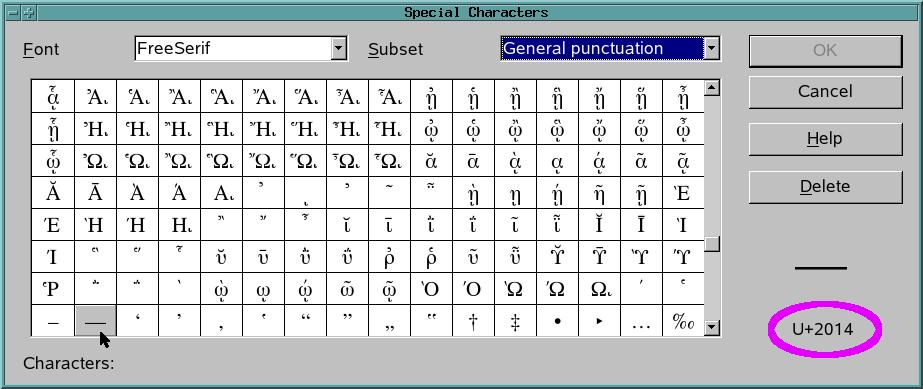 Special Characters
Font FreeSerif Subset General punctuation OK
ᾇ ᾈ ᾉ ᾊ ᾋ ᾌ ᾍ ᾎ ᾏ ᾐ ᾑ ᾒ ᾓ ᾔ ᾕ ᾖ
Cancel
ᾗ ᾘ ᾙ ᾚ ᾛ ᾜ ᾝ ᾞ ᾟ ᾠ ᾡ ᾢ ᾣ ᾤ ᾥ ᾦ
Help
ᾧ ᾨ ᾩ ᾪ ᾫ ᾬ ᾭ ᾮ ᾯ ᾰ ᾱ ᾲ ᾳ ᾴ ᾶ ᾷ
Delete
Ᾰ Ᾱ Ὰ Ά ᾼ ᾽ ι ᾿ ῀ ῁ ῂ ῃ ῄ ῆ ῇ Ὲ
Έ Ὴ Ή ῌ ῍ ῎ ῏ ῐ ῑ ῒ ΐ ῖ ῗ Ῐ Ῑ Ὶ
Ί ῝ ῞ ῟ ῠ ῡ ῢ ΰ ῤ ῥ ῦ ῧ Ῠ Ῡ Ὺ Ύ
—
Ῥ ῭ ΅ ` ῲ ῳ ῴ ῶ ῷ Ὸ Ό Ὼ Ώ ῼ ´ ῾
– — ‘ ’ ‚ ‛ “ ” „ ‟ † ‡ • ‣ … ‰
U+2014
Characters: